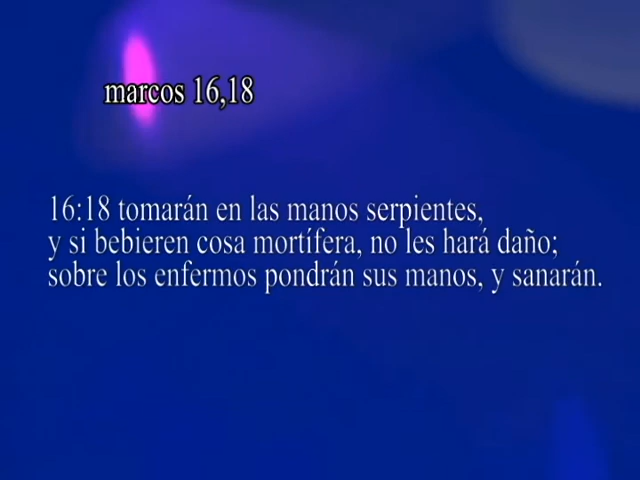 marcos 16,18
16:18 tomarán en las manos serpientes,
y si bebieren cosa mortífera, no les hará daño;
sobre los enfermos pondrán sus manos, y sanarán.